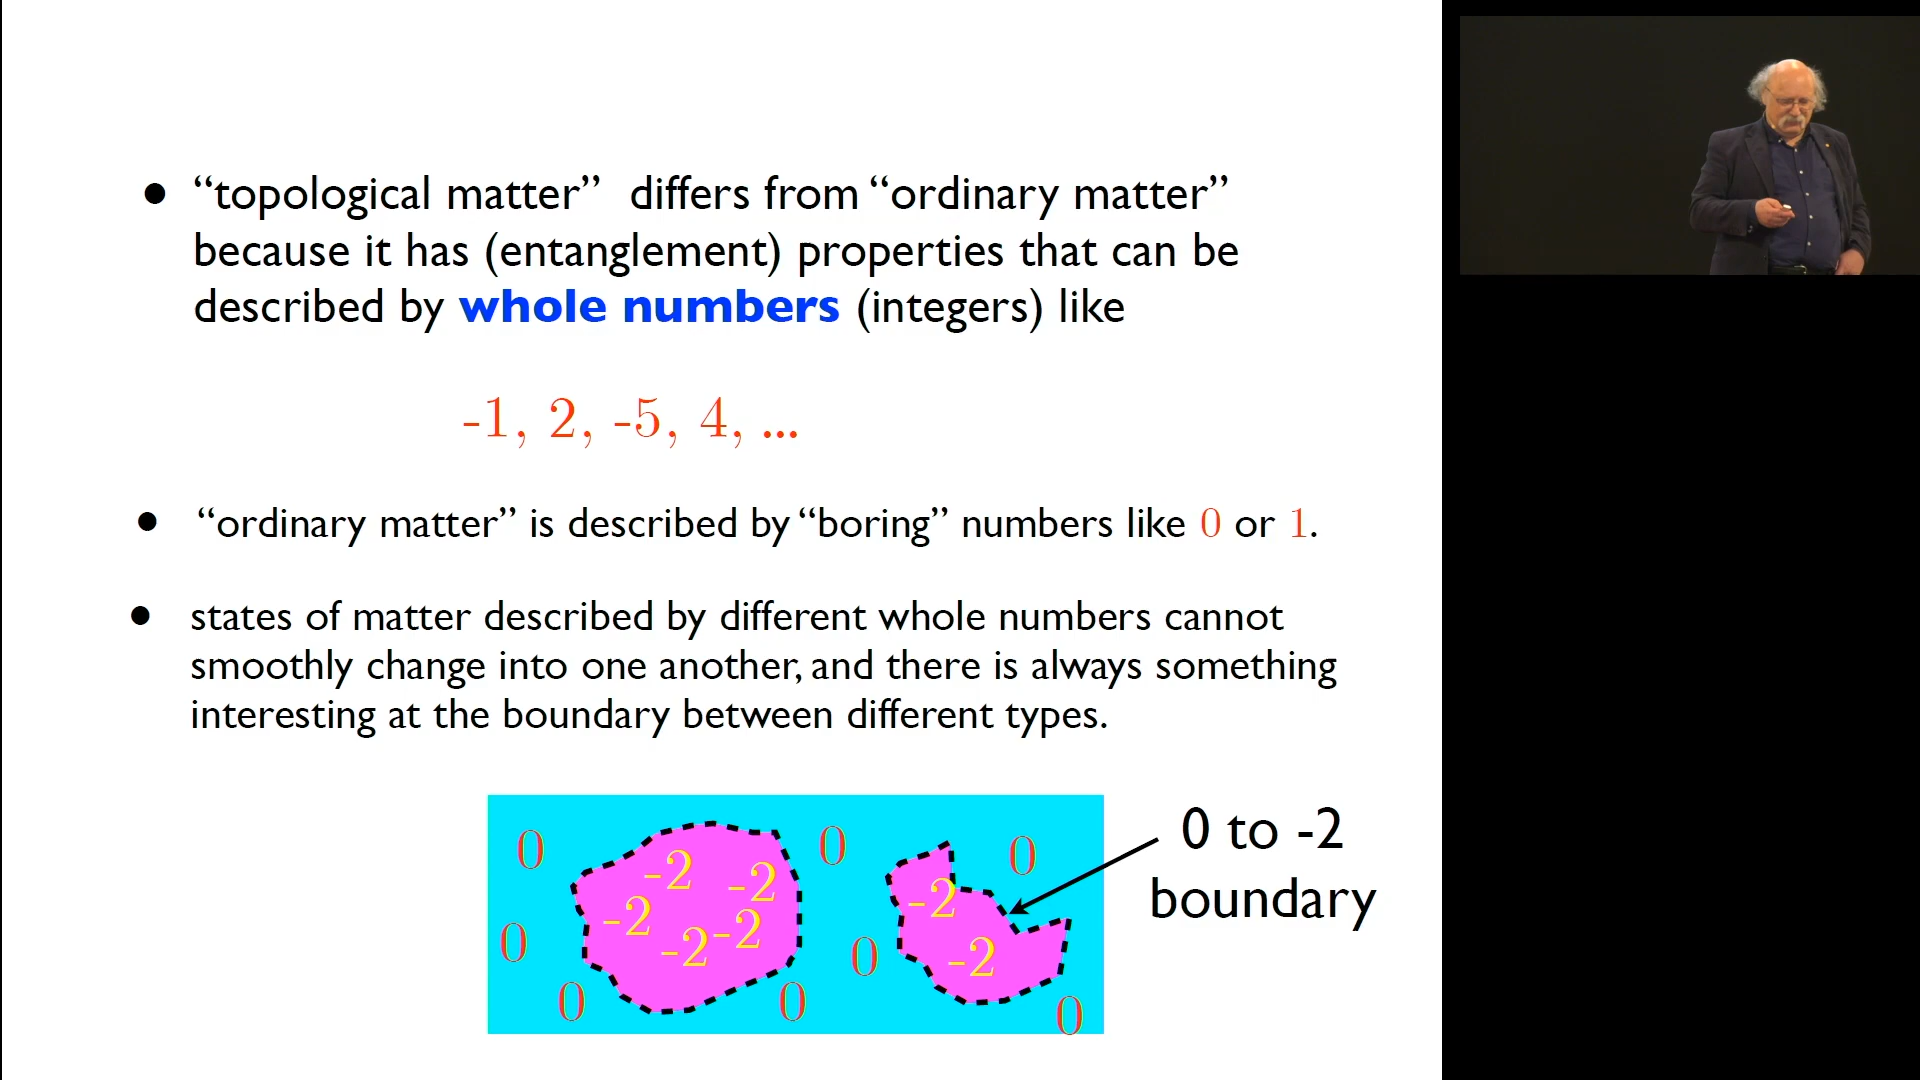 • “topological matter” differs from “ordinary matter”
because it has (entanglement) properties that can be
described by whole numbers (integers) like
-1, 2, -5, 4, ...
• “ordinary matter” is described by “boring” numbers like 0 or 1.
• states of matter described by different whole numbers cannot
smoothly change into one another, and there is always something
interesting at the boundary between different types.
0 0 0
-2 -2 -2
-2 -2 -2
0 -2 0 -2
0 0 0
0 to -2
boundary